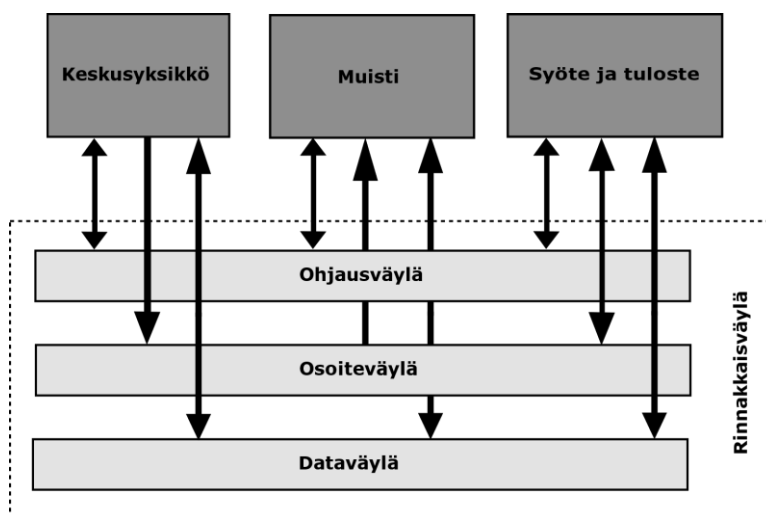 Keskusyksikkö
Muisti
Syöte ja tuloste
Ohjausväylä
Osoiteväylä
Dataväylä
Rinnakkaisväylä